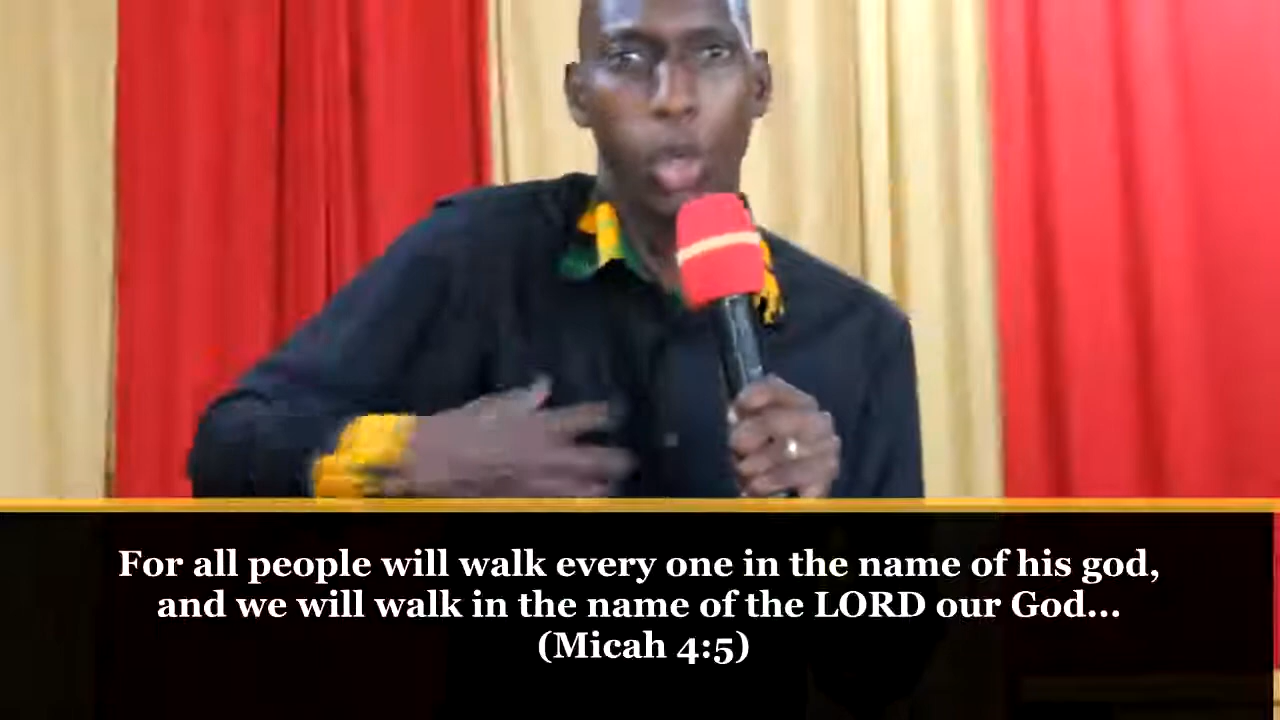 For all people will walk every one in the name of his god,
and we will walk in the name of the LORD our God...
(Micah 4:5)